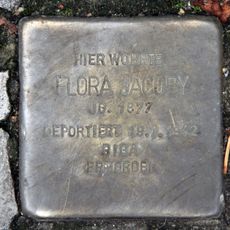 HIER WOHNTE
FLORA JACOBY
JG. 1877
DEPORTIERT 19.1.1942
RIGA
ERMORDET